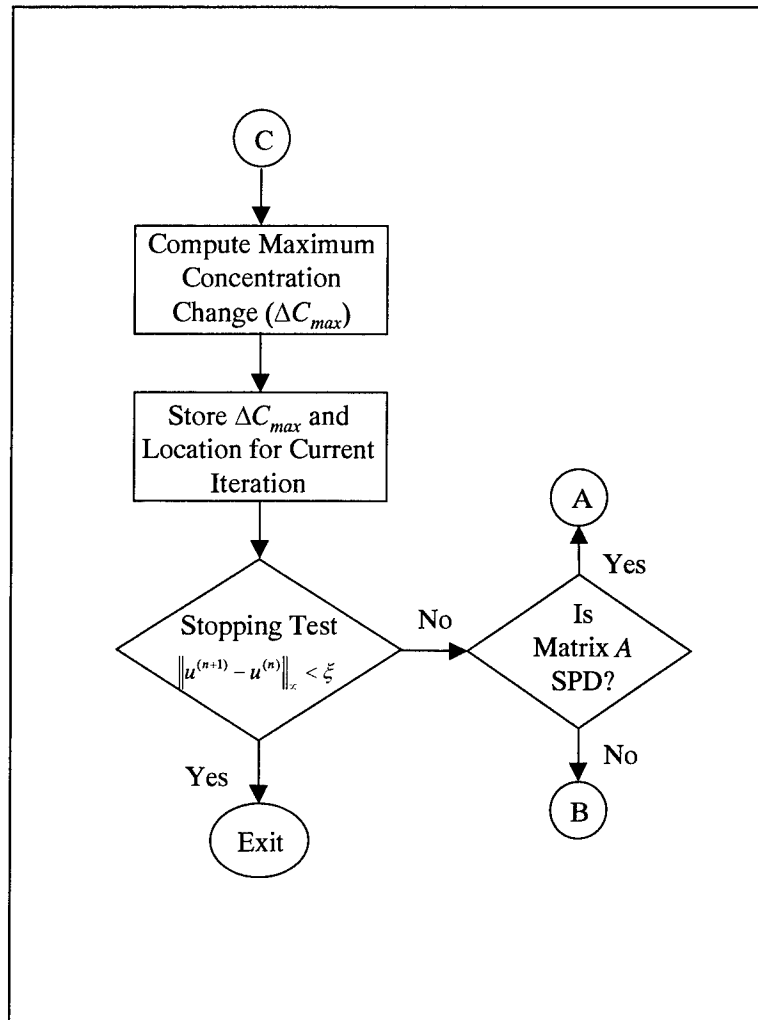 C
Compute Maximum
Concentration
Change (ΔC_max)
Store ΔC_max and
Location for Current
Iteration
Stopping Test
‖u^(n+1) − u^(n)‖_∞ < ξ
No
Yes
Exit
Is
Matrix A
SPD?
Yes
A
No
B